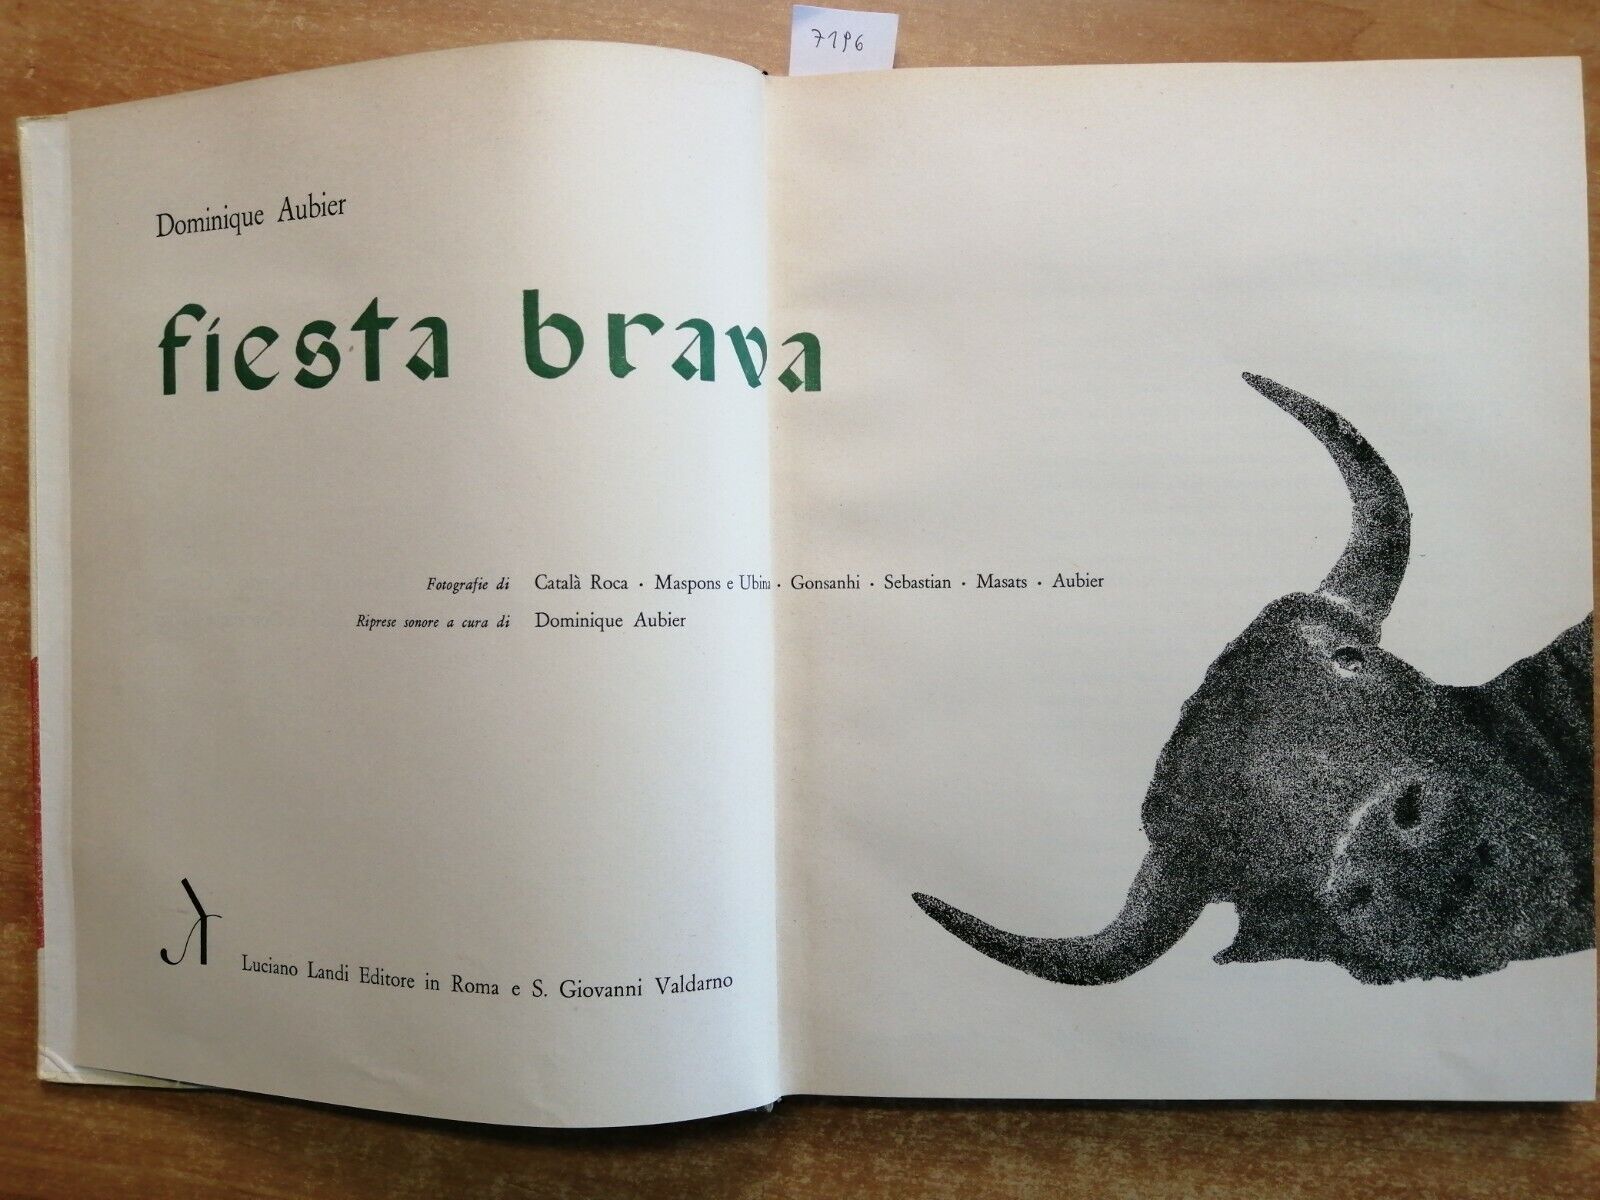 7196
Dominique Aubier
fiesta brava
Fotografie di Català Roca · Maspons e Ubina · Gonsanhi · Sebastian · Masats · Aubier
Riprese sonore a cura di Dominique Aubier
Luciano Landi Editore in Roma e S. Giovanni Valdarno